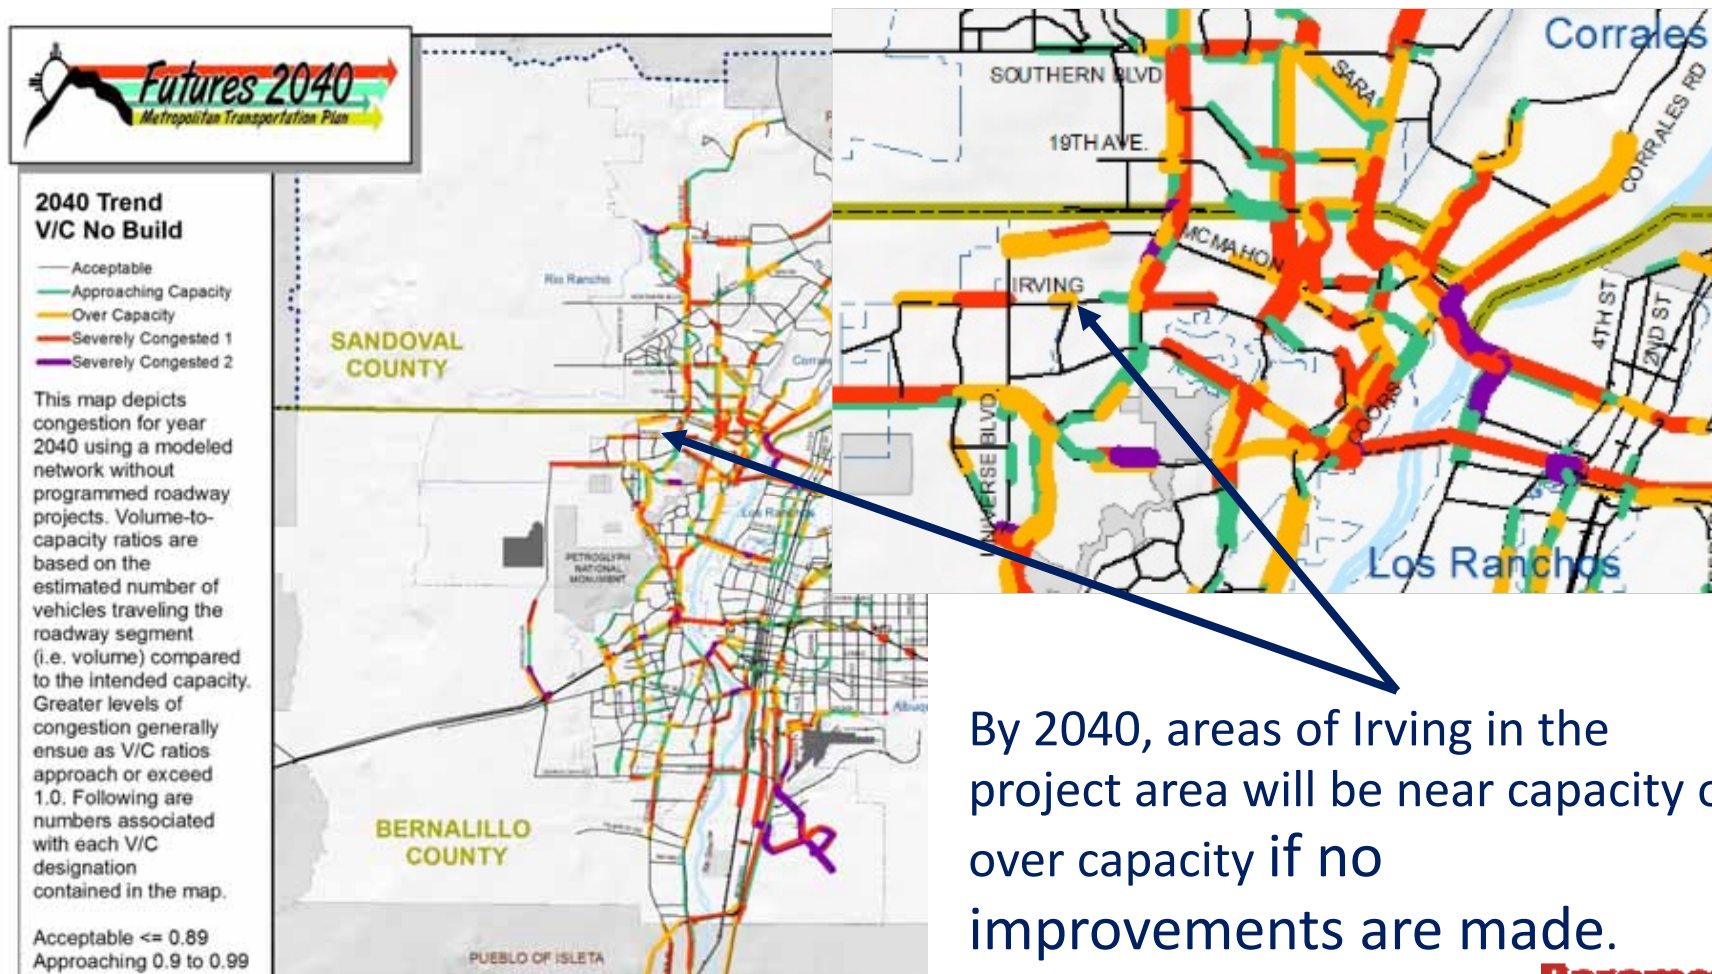 Futures 2040
Metropolitan Transportation Plan
2040 Trend
V/C No Build
Acceptable
Approaching Capacity
Over Capacity
Severely Congested 1
Severely Congested 2
This map depicts
congestion for year
2040 using a modeled
network without
programmed roadway
projects. Volume-to-
capacity ratios are
based on the
estimated number of
vehicles traveling the
roadway segment
(i.e. volume) compared
to the intended capacity.
Greater levels of
congestion generally
ensue as V/C ratios
approach or exceed
1.0. Following are
numbers associated
with each V/C
designation
contained in the map.
Acceptable <= 0.89
Approaching 0.9 to 0.99
Rio Rancho
SANDOVAL
COUNTY
Los Ranchos
PETROGLYPH
NATIONAL
MONUMENT
BERNALILLO
COUNTY
PUEBLO OF ISLETA
Corrales
SOUTHERN BLVD
SARA
19TH AVE.
CORRALES RD
MCMAHON
IRVING
4TH ST
2ND ST
COORS
Los Ranchos
By 2040, areas of Irving in the
project area will be near capacity
over capacity if no
improvements are made.